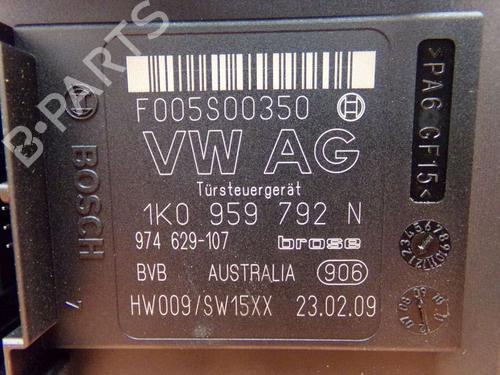 F005S00350
VW AG
Türsteuergerät
1K0 959 792 N
974 629-107 brose
BVB AUSTRALIA 906
HW009/SW15XX 23.02.09
BOSCH
>PA6 GF15<
B-PARTS